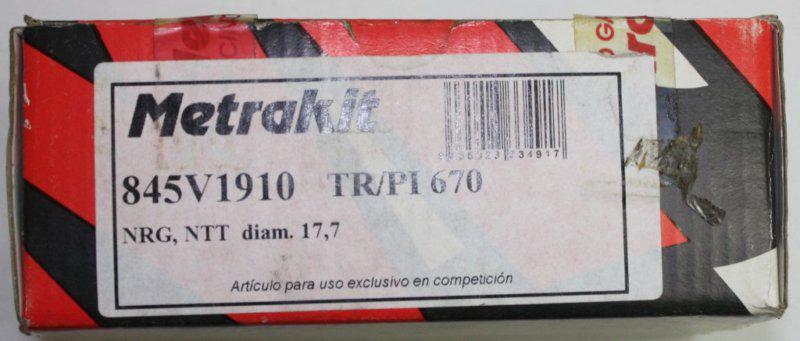 Metrakit
845V1910 TR/PI 670
NRG, NTT diam. 17,7
Artículo para uso exclusivo en competición